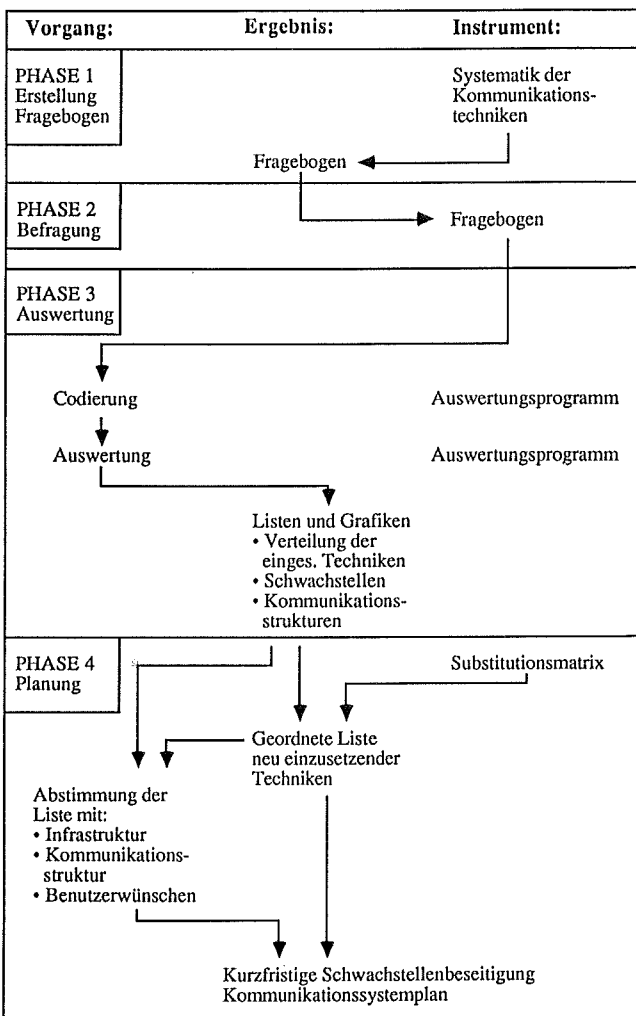 Vorgang: Ergebnis: Instrument:
PHASE 1
Erstellung
Fragebogen
Systematik der
Kommunikations-
techniken
Fragebogen
PHASE 2
Befragung
Fragebogen
PHASE 3
Auswertung
Codierung Auswertungsprogramm
Auswertung Auswertungsprogramm
Listen und Grafiken
• Verteilung der
einges. Techniken
• Schwachstellen
• Kommunikations-
strukturen
PHASE 4
Planung
Substitutionsmatrix
Geordnete Liste
neu einzusetzender
Techniken
Abstimmung der
Liste mit:
• Infrastruktur
• Kommunikations-
struktur
• Benutzerwünschen
Kurzfristige Schwachstellenbeseitigung
Kommunikationssystemplan